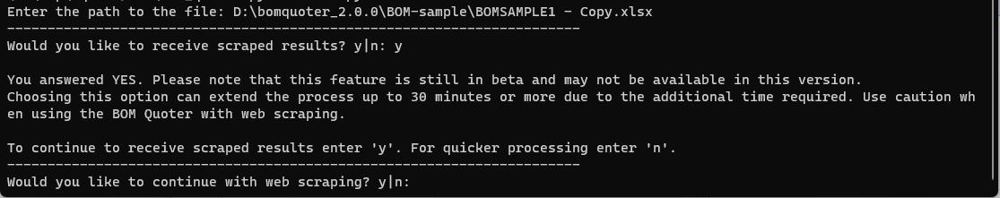 Enter the path to the file: D:\bomquoter_2.0.0\BOM-sample\BOMSAMPLE1 - Copy.xlsx
-----------------------------------------------------------------------
Would you like to receive scraped results? y|n: y
You answered YES. Please note that this feature is still in beta and may not be available in this version.
Choosing this option can extend the process up to 30 minutes or more due to the additional time required. Use caution wh
en using the BOM Quoter with web scraping.
To continue to receive scraped results enter 'y'. For quicker processing enter 'n'.
-----------------------------------------------------------------------
Would you like to continue with web scraping? y|n: